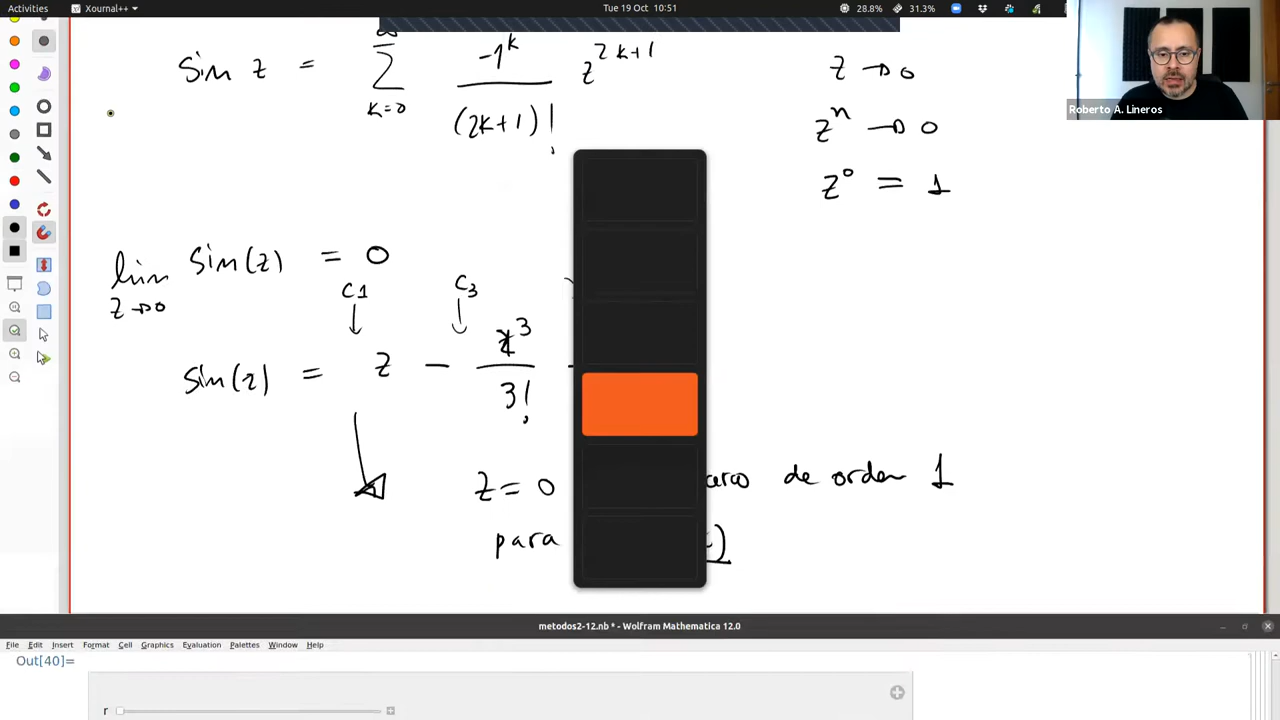 Activities Xournal++ Tue 19 Oct 10:51 28.8% 31.3%
Roberto A. Lineros
sin z = ∞ Σ k=0 -1^k / (2k+1)! z^{2k+1}
z → 0
z^n → 0
z^0 = 1
lim z→0 sin(z) = 0
C1 C3
sin(z) = z - z^3 / 3! -
z = 0 de orden 1
para
metodos2-12.nb * - Wolfram Mathematica 12.0
File Edit Insert Format Cell Graphics Evaluation Palettes Window Help
Out[40]=
r